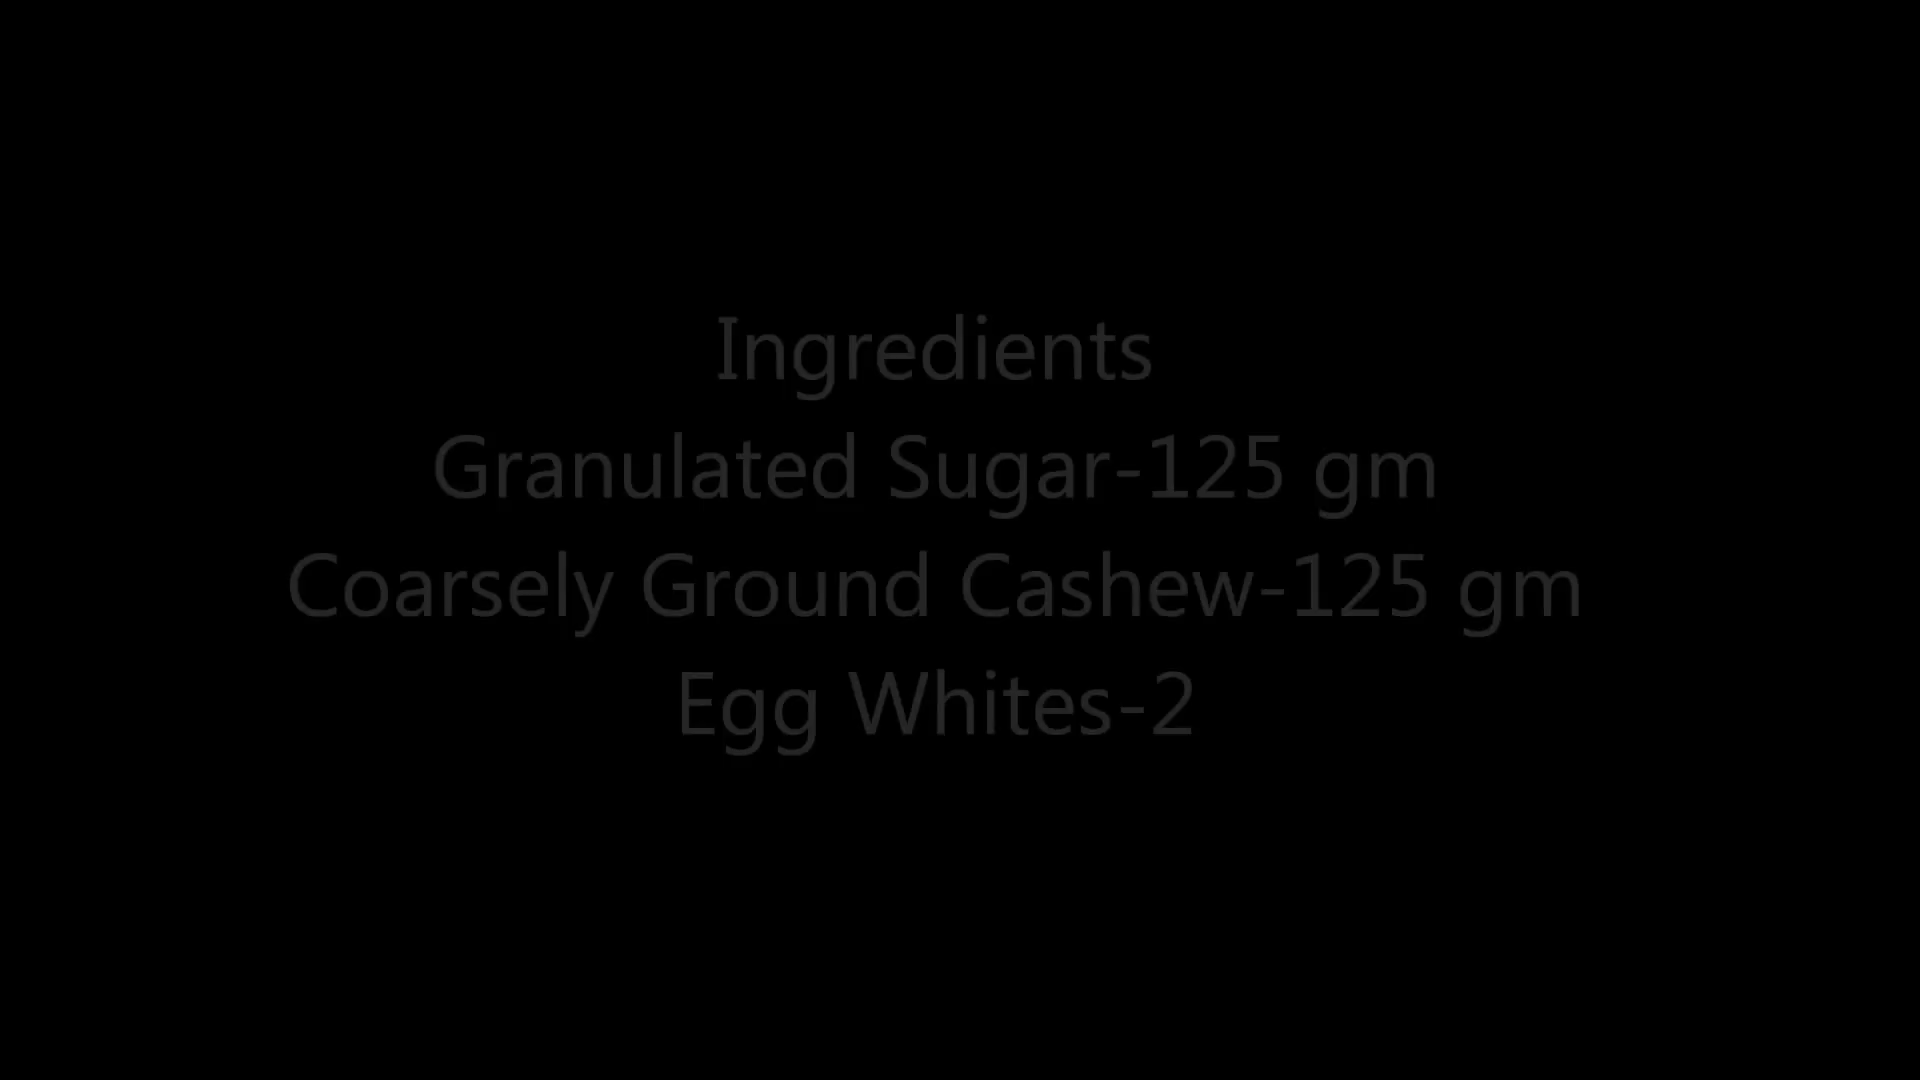 Ingredients
Granulated Sugar-125 gm
Coarsely Ground Cashew-125 gm
Egg Whites-2